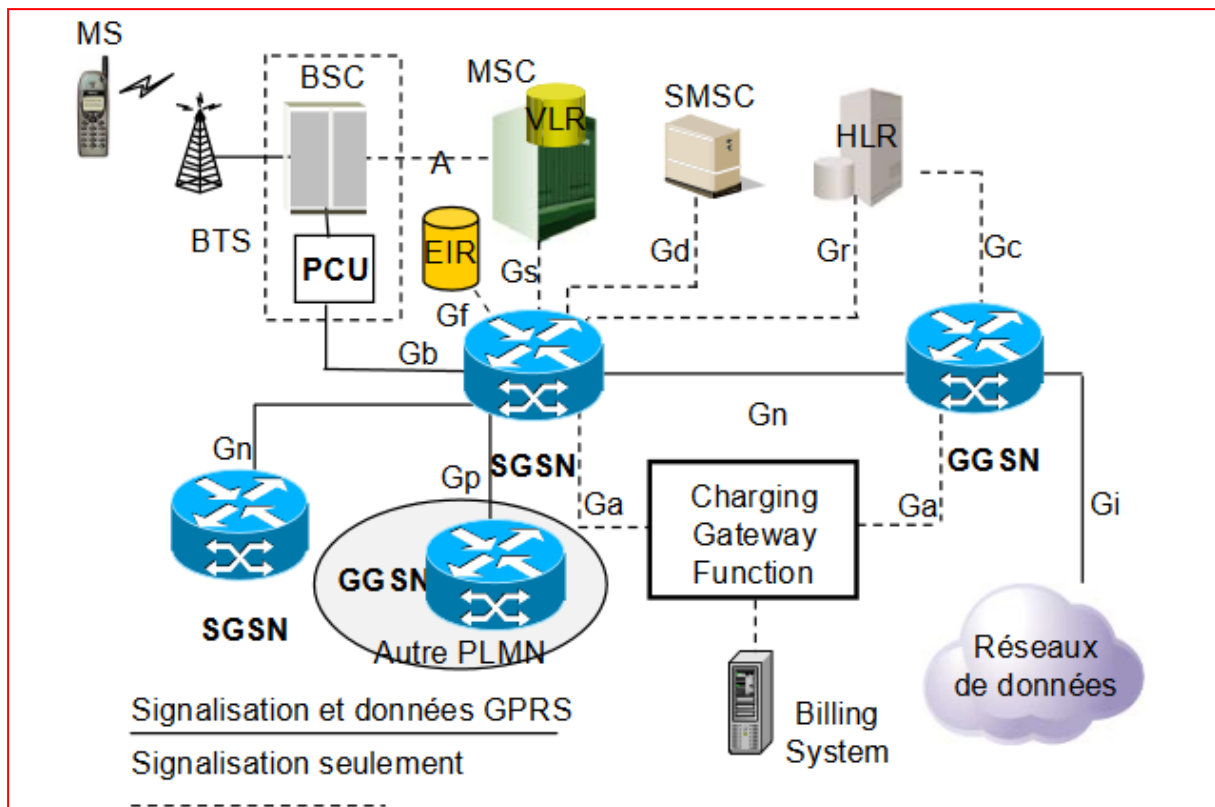 MS
BSC
MSC
VLR
SMSC
HLR
A
BTS
PCU
EIR
Gs
Gd
Gr
Gc
Gf
Gb
Gn
Gn
Gp
SGSN
GGSN
Ga
Charging
Gateway
Function
Ga
Gi
GGSN
SGSN
Autre PLMN
Réseaux
de données
Billing
System
Signalisation et données GPRS
Signalisation seulement